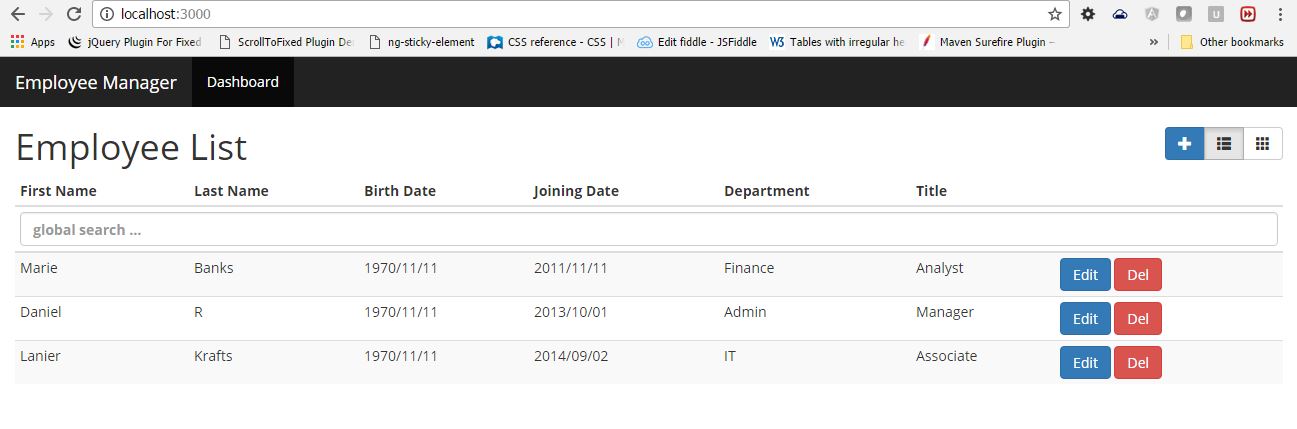 localhost:3000
Apps jQuery Plugin For Fixed ScrollToFixed Plugin De ng-sticky-element CSS reference - CSS | M Edit fiddle - JSFiddle W3 Tables with irregular he Maven Surefire Plugin – » Other bookmarks
Employee Manager Dashboard
Employee List
First Name Last Name Birth Date Joining Date Department Title
global search ...
Marie Banks 1970/11/11 2011/11/11 Finance Analyst Edit Del
Daniel R 1970/11/11 2013/10/01 Admin Manager Edit Del
Lanier Krafts 1970/11/11 2014/09/02 IT Associate Edit Del